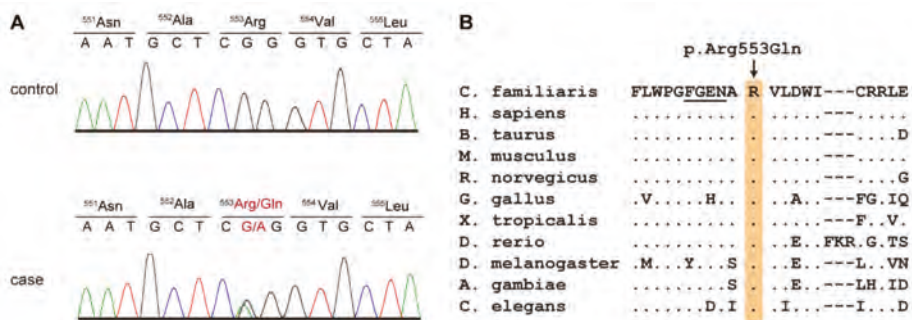 A
551Asn 552Ala 553Arg 554Val 555Leu
A A T G C T C G G G T G C T A
control
551Asn 552Ala 553Arg/Gln 554Val 555Leu
A A T G C T C G/A G G T G C T A
case
B
p.Arg553Gln
C. familiaris FLWPGFGENA R VLDWI---CRRLE
H. sapiens .......... . .....---.....
B. taurus .......... . .....---....D
M. musculus .......... . .....---.....
R. norvegicus .......... . .....---....G
G. gallus .V.....H.. . ..A..---FG.IQ
X. tropicalis .......... . .....---F..V.
D. rerio .......... . ..E..FKR.G.TS
D. melanogaster .M...Y...S . ..E..---L..VN
A. gambiae .........S . ..E..---LH.ID
C. elegans ........DI . .I...---I...D